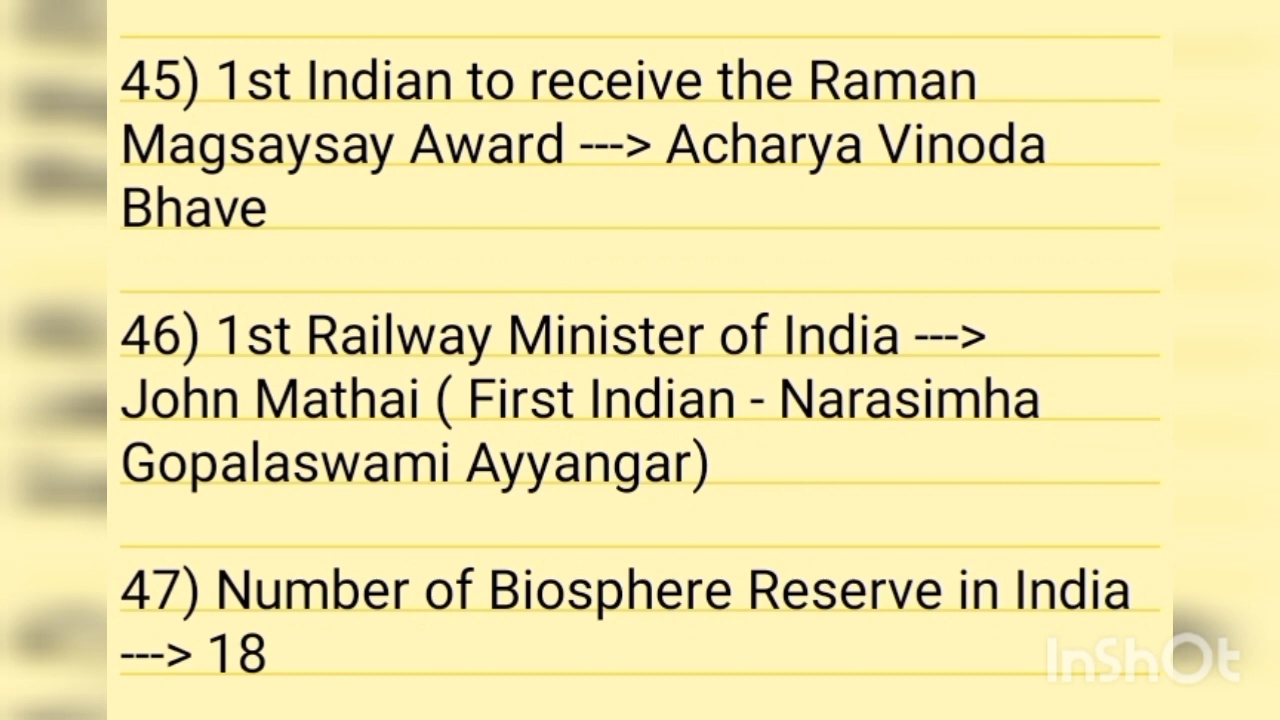 45) 1st Indian to receive the Raman
Magsaysay Award ---> Acharya Vinoda
Bhave
46) 1st Railway Minister of India --->
John Mathai ( First Indian - Narasimha
Gopalaswami Ayyangar)
47) Number of Biosphere Reserve in India
---> 18
InShOt